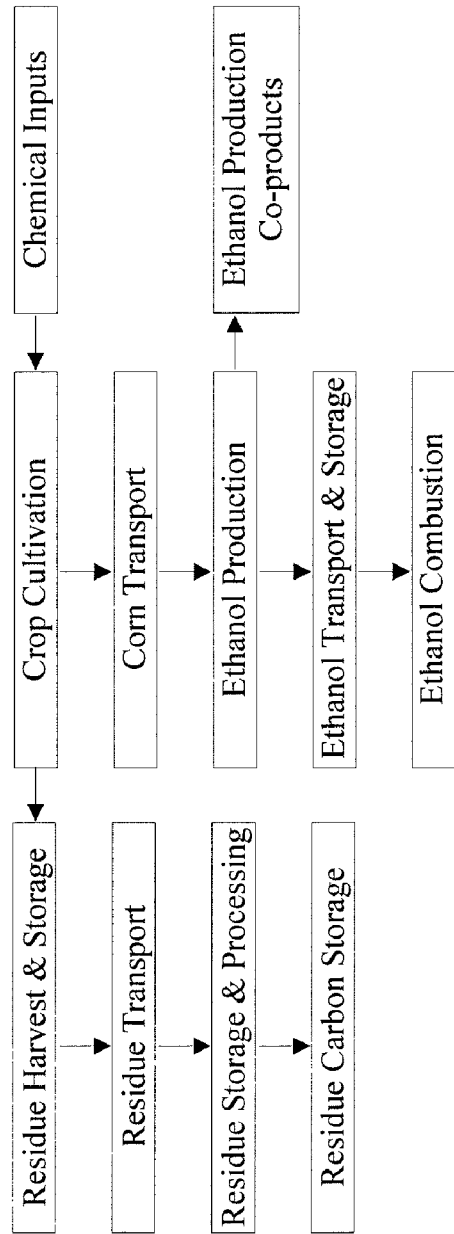 Chemical Inputs
Crop Cultivation
Residue Harvest & Storage
Corn Transport
Residue Transport
Ethanol Production
Ethanol Production
Co-products
Residue Storage & Processing
Ethanol Transport & Storage
Residue Carbon Storage
Ethanol Combustion